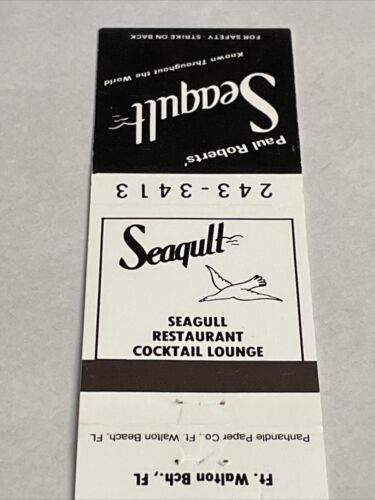 FOR SAFETY - STRIKE ON BACK
Known Throughout the World
Seagull
Paul Roberts'
243-3413
Seagull
SEAGULL
RESTAURANT
COCKTAIL LOUNGE
Panhandle Paper Co., Ft. Walton Beach, FL
Ft. Walton Bch., FL